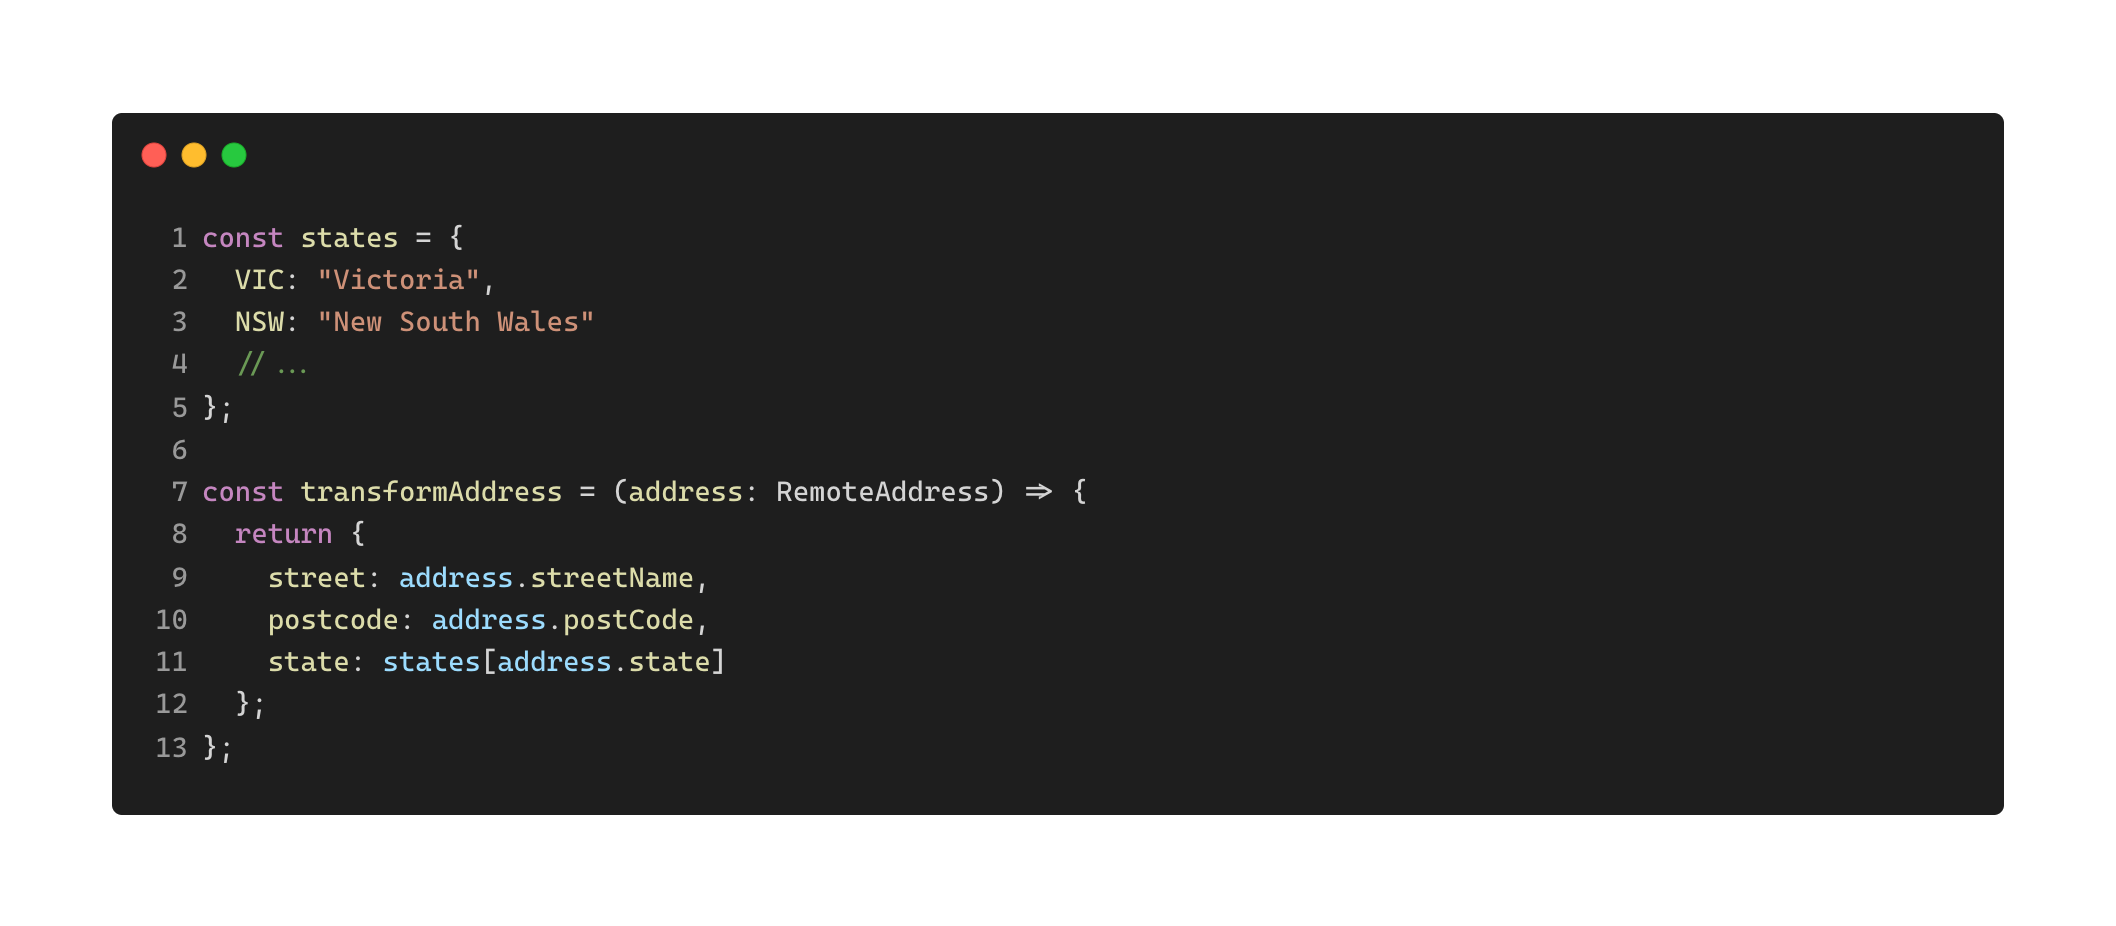 1 const states = {
2   VIC: "Victoria",
3   NSW: "New South Wales"
4   // ...
5 };
6
7 const transformAddress = (address: RemoteAddress) => {
8   return {
9     street: address.streetName,
10     postcode: address.postCode,
11     state: states[address.state]
12   };
13 };